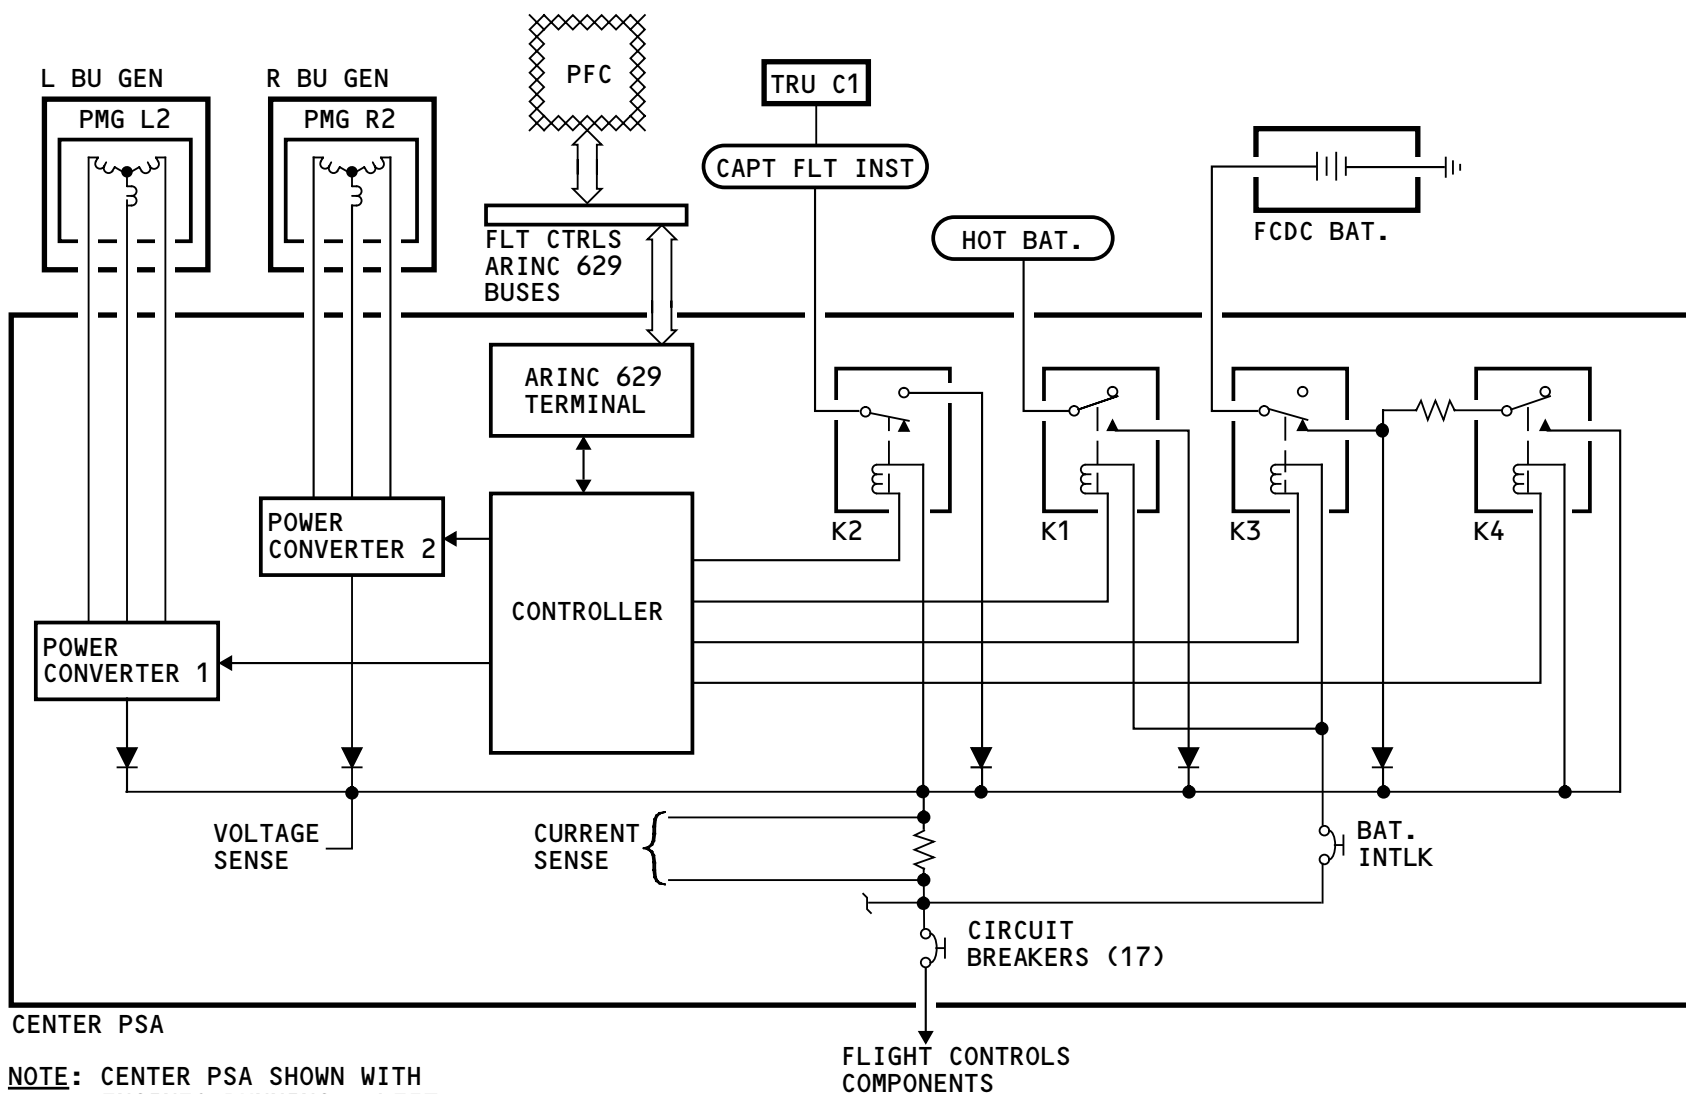 L BU GEN
R BU GEN
PMG L2
PMG R2
PFC
TRU C1
CAPT FLT INST
HOT BAT.
FCDC BAT.
FLT CTRLS
ARINC 629
BUSES
ARINC 629
TERMINAL
K2
K1
K3
K4
POWER
CONVERTER 2
CONTROLLER
POWER
CONVERTER 1
VOLTAGE
SENSE
CURRENT
SENSE
BAT.
INTLK
CIRCUIT
BREAKERS (17)
CENTER PSA
FLIGHT CONTROLS
COMPONENTS
NOTE: CENTER PSA SHOWN WITH